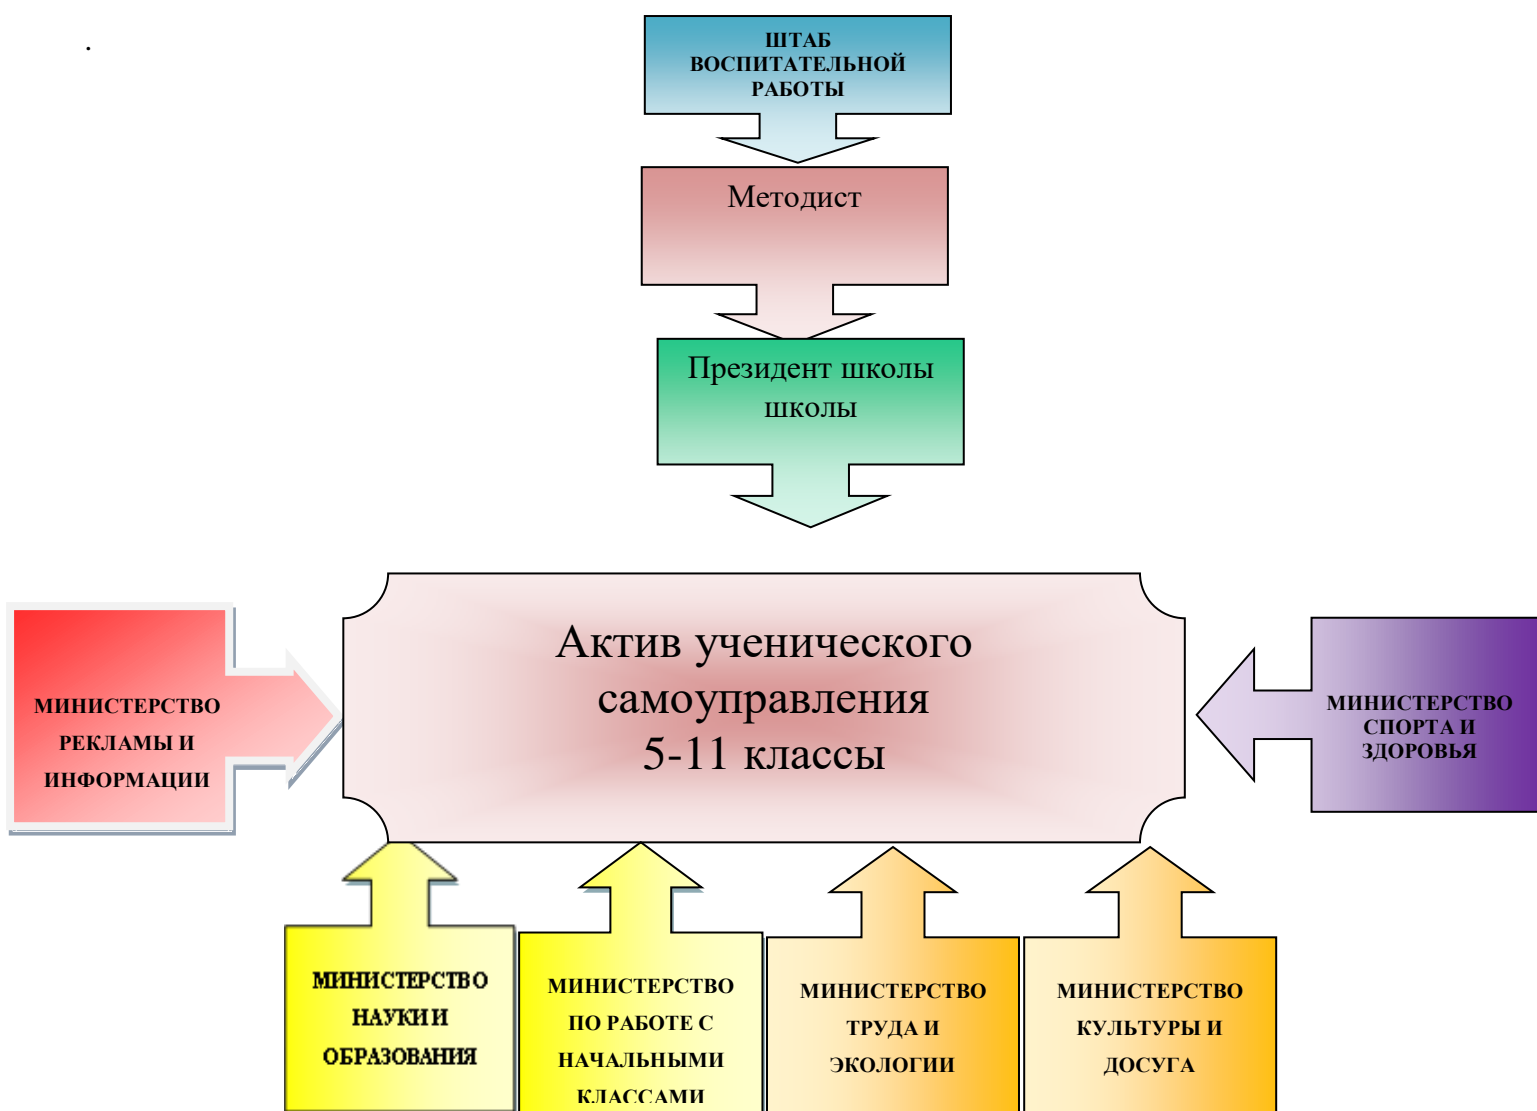 .
ШТАБ
ВОСПИТАТЕЛЬНОЙ
РАБОТЫ
Методист
Президент школы
школы
Актив ученического
самоуправления
5-11 классы
МИНИСТЕРСТВО
РЕКЛАМЫ И
ИНФОРМАЦИИ
МИНИСТЕРСТВО
СПОРТА И
ЗДОРОВЬЯ
МИНИСТЕРСТВО
НАУКИ И
ОБРАЗОВАНИЯ
МИНИСТЕРСТВО
ПО РАБОТЕ С
НАЧАЛЬНЫМИ
КЛАССАМИ
МИНИСТЕРСТВО
ТРУДА И
ЭКОЛОГИИ
МИНИСТЕРСТВО
КУЛЬТУРЫ И
ДОСУГА